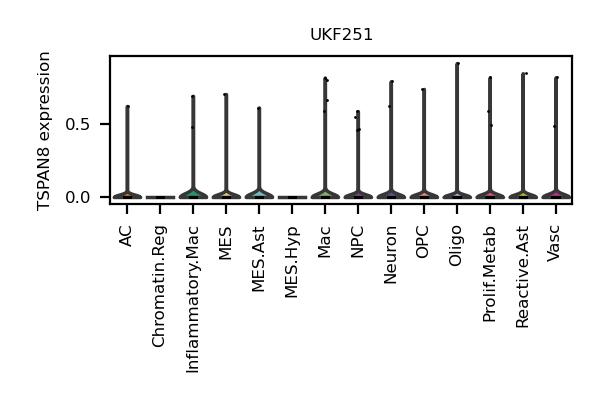 UKF251
TSPAN8 expression
0.5
0.0
AC
Chromatin.Reg
Inflammatory.Mac
MES
MES.Ast
MES.Hyp
Mac
NPC
Neuron
OPC
Oligo
Prolif.Metab
Reactive.Ast
Vasc